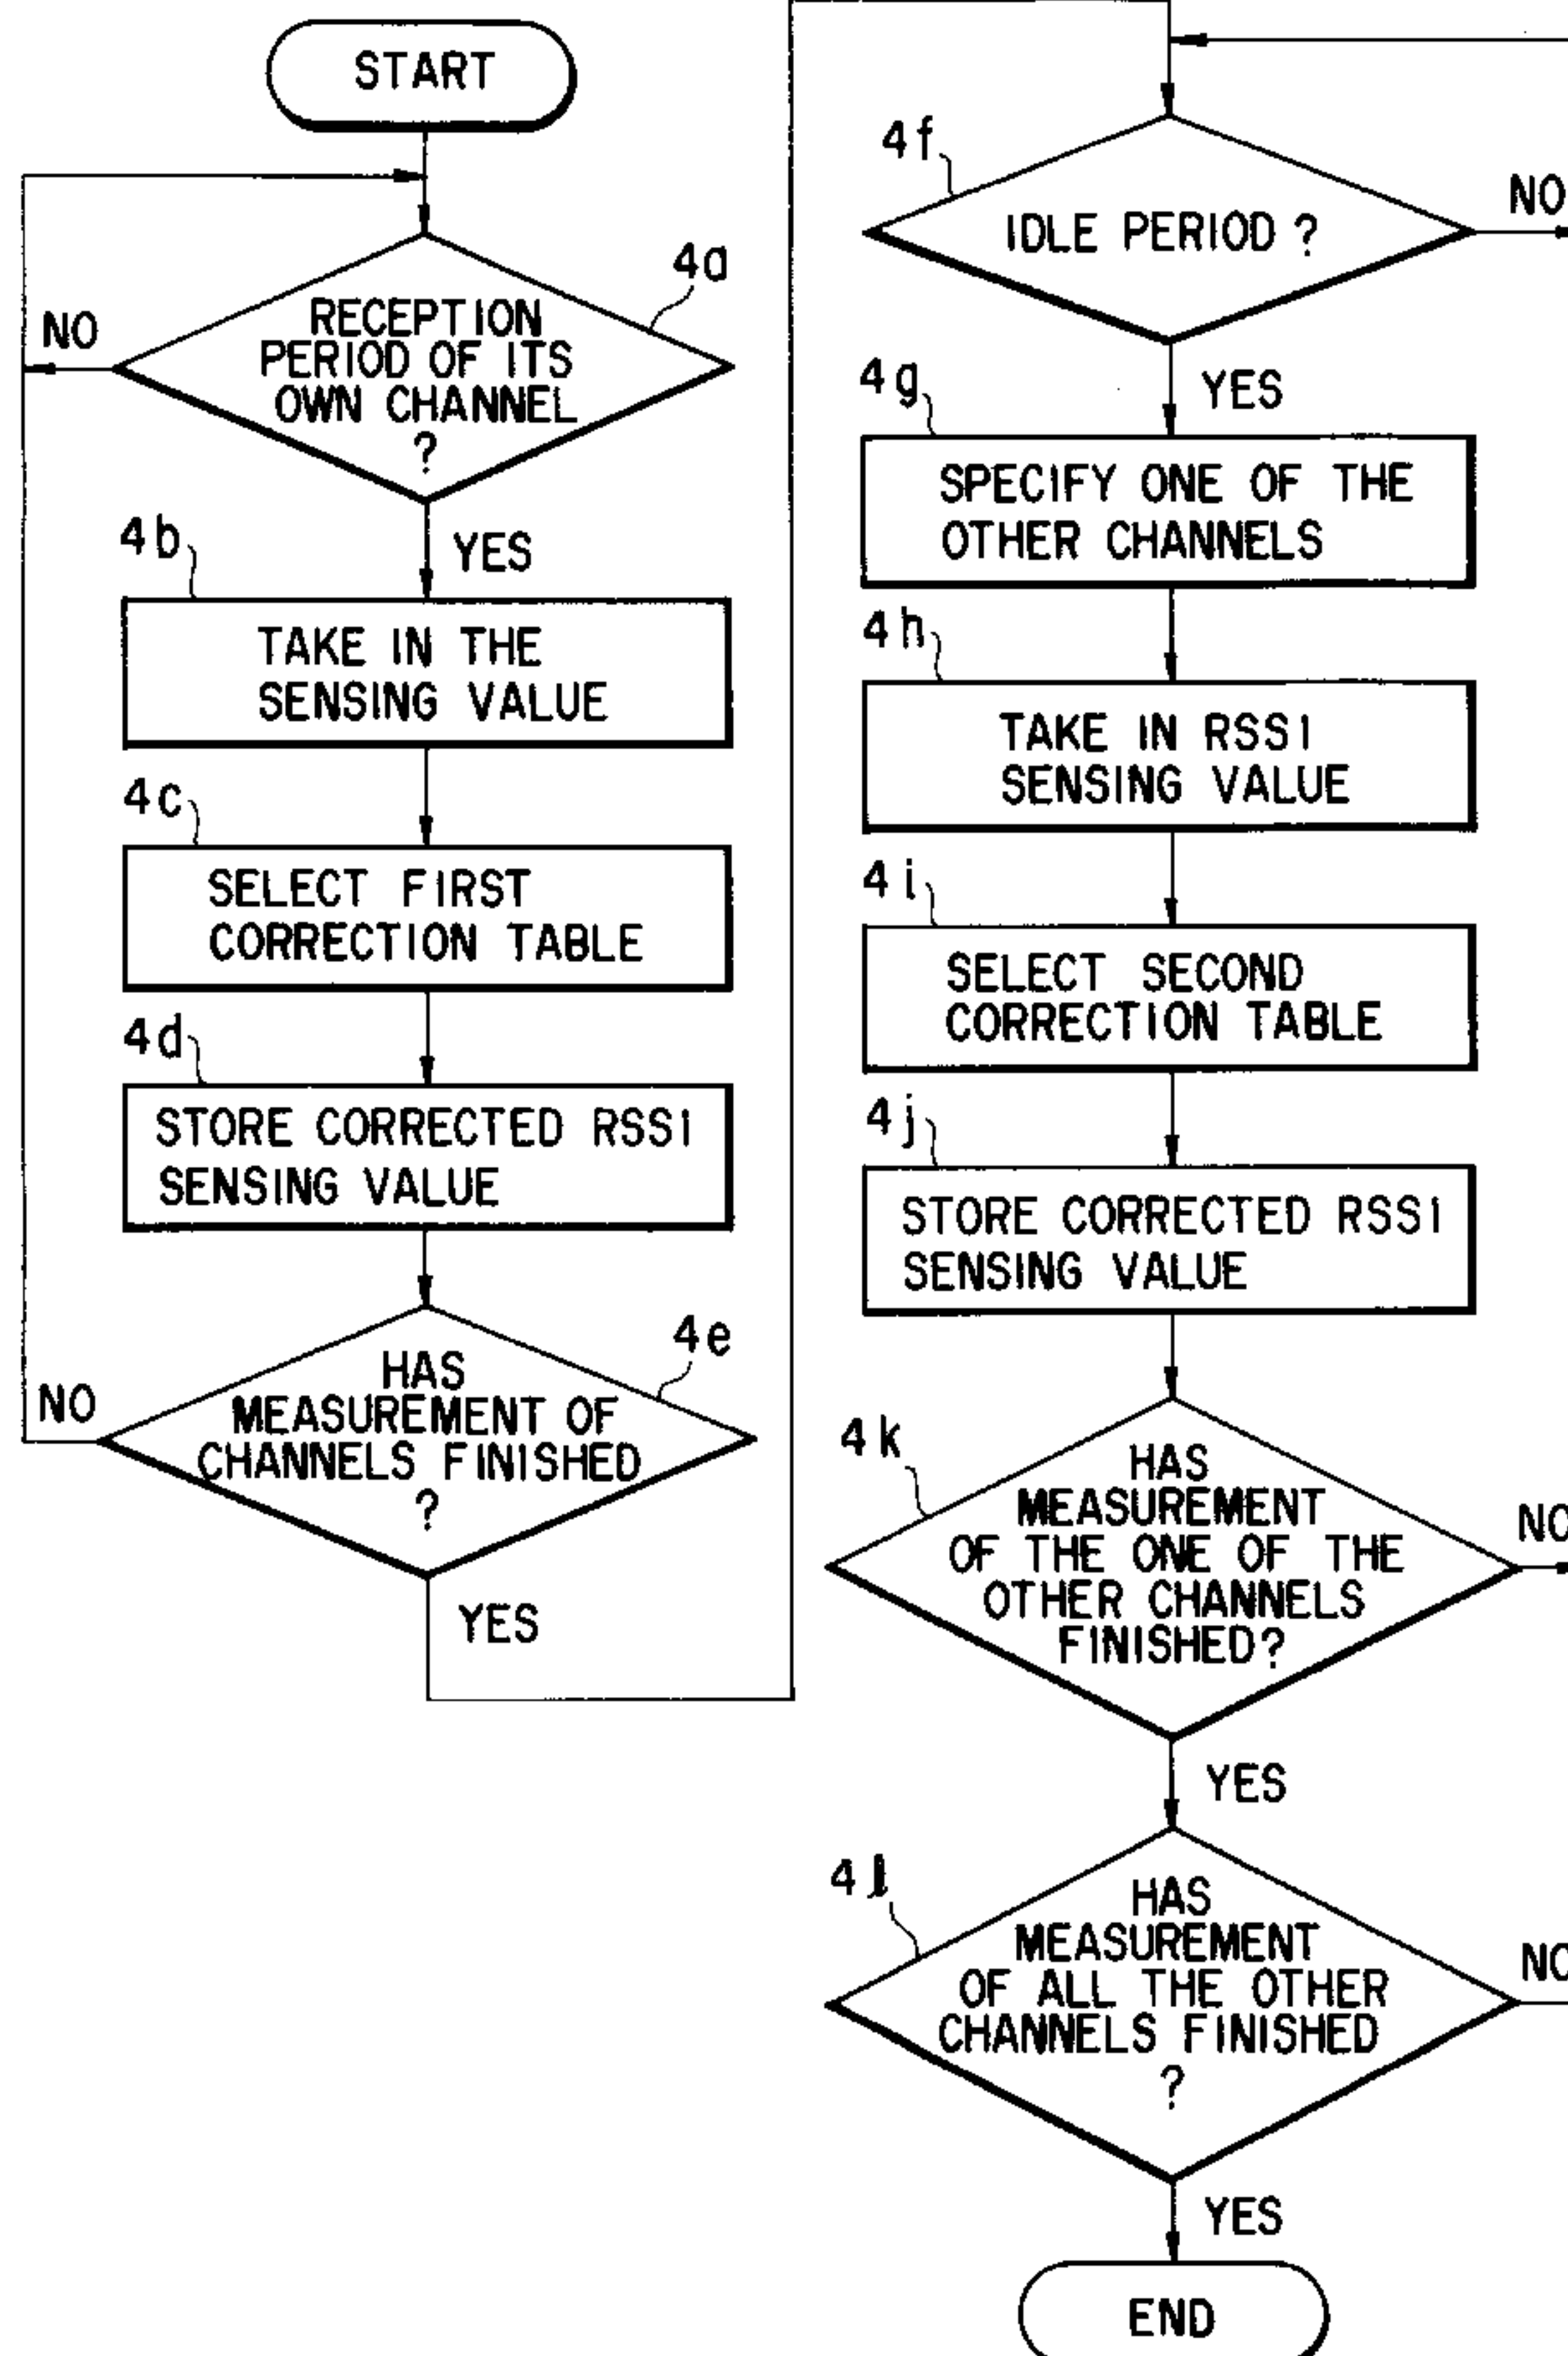 START
4a
RECEPTION
PERIOD OF ITS
OWN CHANNEL
?
NO
YES
4b
TAKE IN THE
SENSING VALUE
4c
SELECT FIRST
CORRECTION TABLE
4d
STORE CORRECTED RSSI
SENSING VALUE
4e
HAS
MEASUREMENT OF
CHANNELS FINISHED
?
NO
YES
4f
IDLE PERIOD ?
NO
YES
4g
SPECIFY ONE OF THE
OTHER CHANNELS
4h
TAKE IN RSSI
SENSING VALUE
4i
SELECT SECOND
CORRECTION TABLE
4j
STORE CORRECTED RSSI
SENSING VALUE
4k
HAS
MEASUREMENT
OF THE ONE OF THE
OTHER CHANNELS
FINISHED?
NO
YES
4l
HAS
MEASUREMENT
OF ALL THE OTHER
CHANNELS FINISHED
?
NO
YES
END